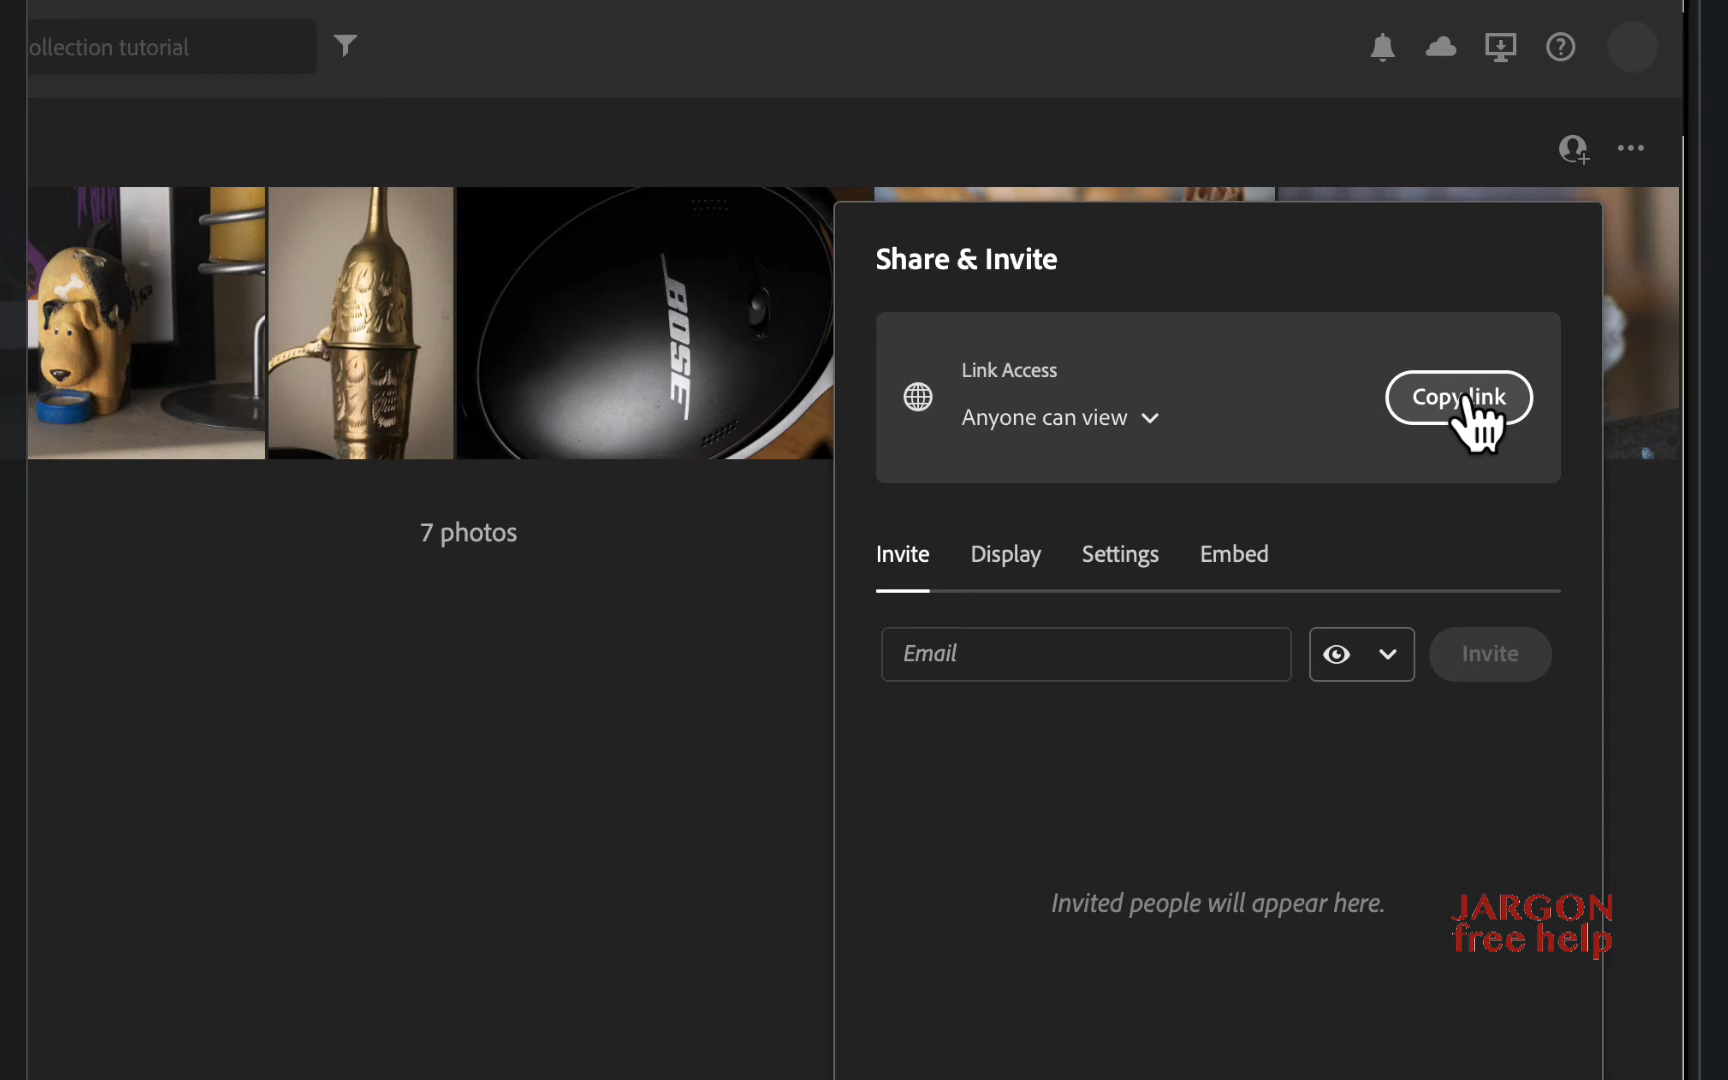 ollection tutorial
BOSE
Share & Invite
Link Access
Anyone can view
Copy link
7 photos
Invite Display Settings Embed
Email
Invite
Invited people will appear here.
JARGON
free help